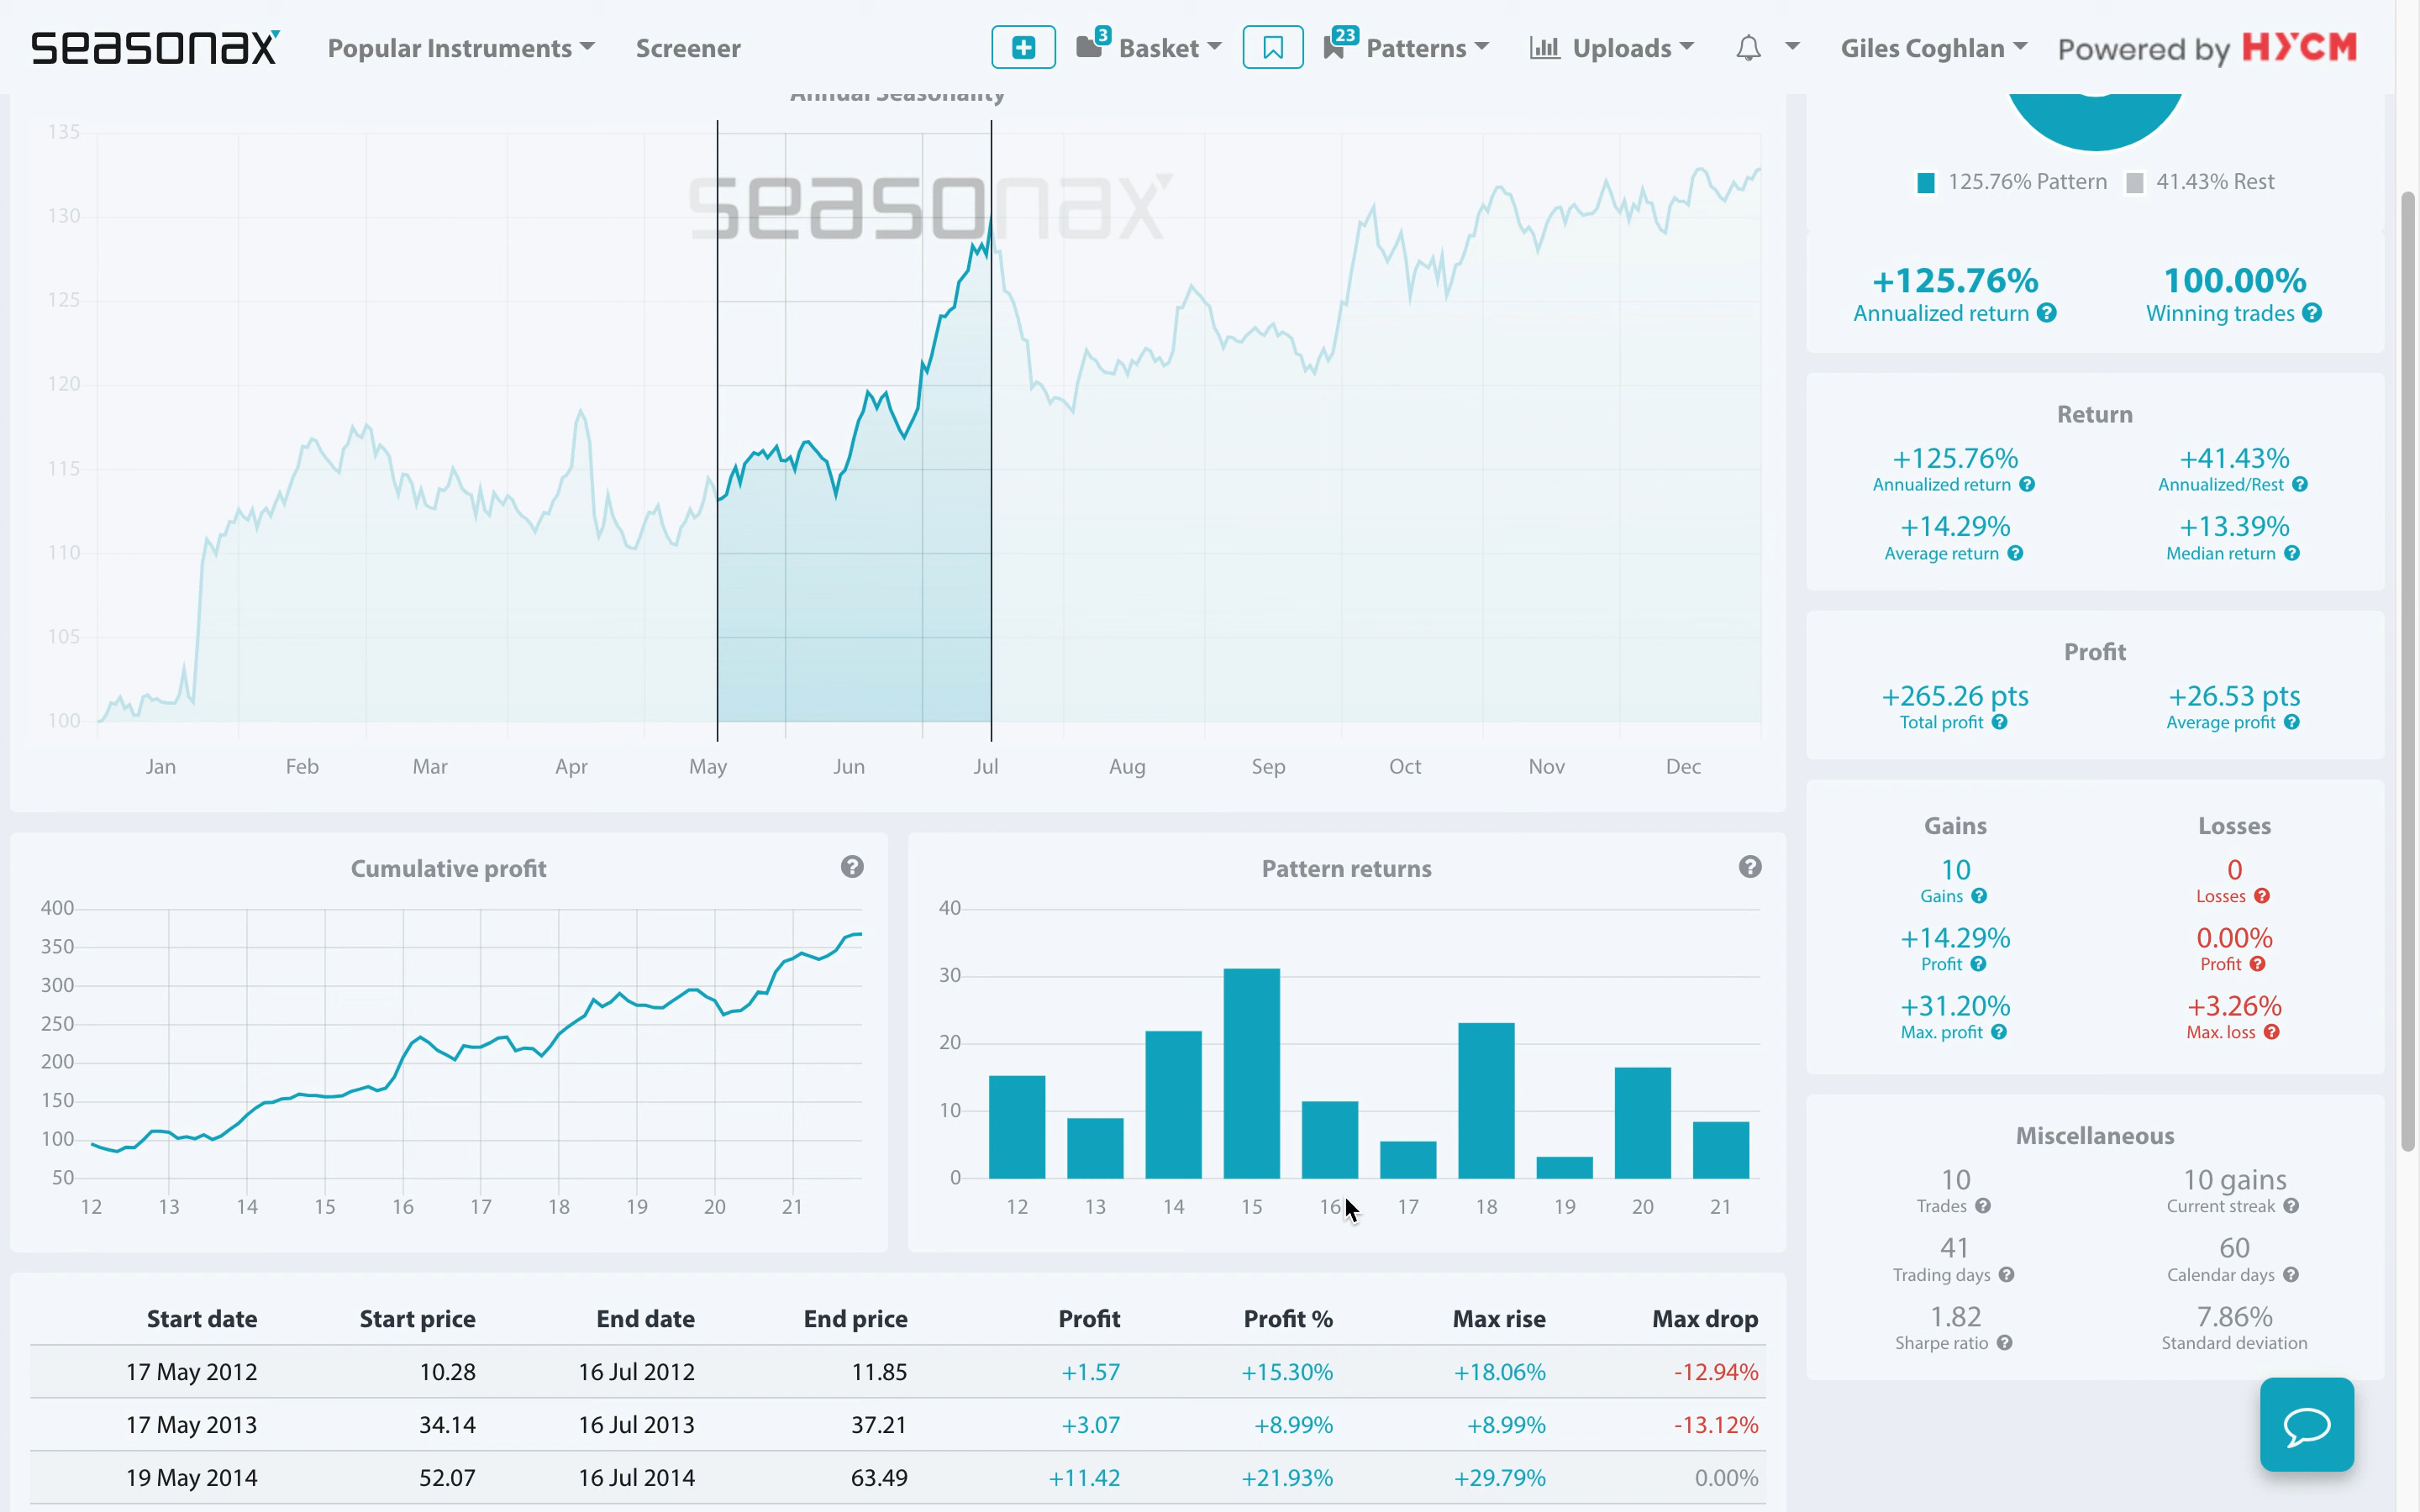 seasonax Popular Instruments Screener 3 Basket 23 Patterns Uploads Giles Coghlan Powered by HYCM
Annual Seasonality
seasonax
135
130
125
120
115
110
105
100
Jan Feb Mar Apr May Jun Jul Aug Sep Oct Nov Dec
125.76% Pattern 41.43% Rest
+125.76% 100.00%
Annualized return ? Winning trades ?
Return
+125.76% +41.43%
Annualized return ? Annualized/Rest ?
+14.29% +13.39%
Average return ? Median return ?
Profit
+265.26 pts +26.53 pts
Total profit ? Average profit ?
Gains Losses
10 0
Gains ? Losses ?
+14.29% 0.00%
Profit ? Profit ?
+31.20% +3.26%
Max. profit ? Max. loss ?
Miscellaneous
10 10 gains
Trades ? Current streak ?
41 60
Trading days ? Calendar days ?
1.82 7.86%
Sharpe ratio ? Standard deviation
Cumulative profit ?
400
350
300
250
200
150
100
50
12 13 14 15 16 17 18 19 20 21
Pattern returns ?
40
30
20
10
0
12 13 14 15 16 17 18 19 20 21
Start date Start price End date End price Profit Profit % Max rise Max drop
17 May 2012 10.28 16 Jul 2012 11.85 +1.57 +15.30% +18.06% -12.94%
17 May 2013 34.14 16 Jul 2013 37.21 +3.07 +8.99% +8.99% -13.12%
19 May 2014 52.07 16 Jul 2014 63.49 +11.42 +21.93% +29.79% 0.00%